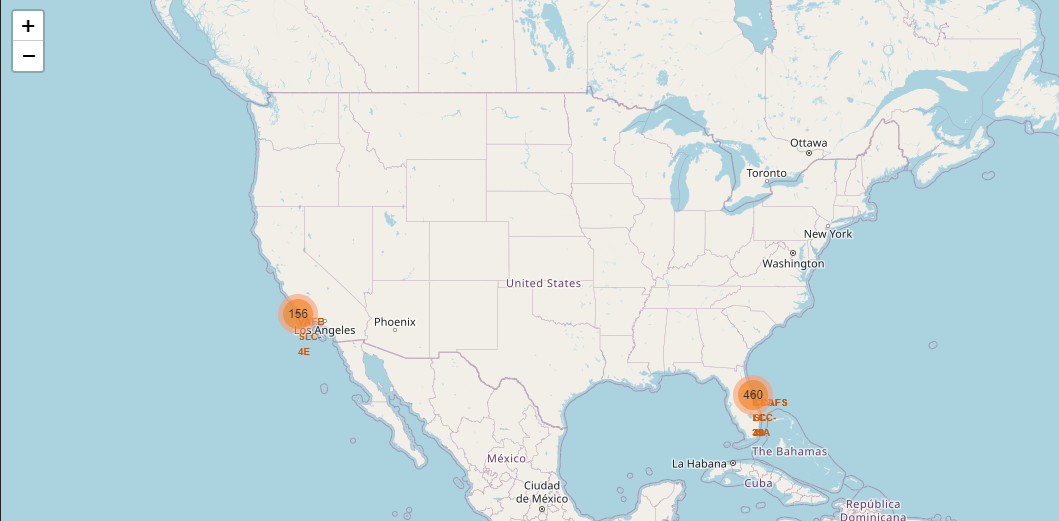 +
−
Ottawa
Toronto
New York
Washington
United States
156
Los Angeles
SLC-
4E
Phoenix
460
The Bahamas
La Habana
Cuba
México
Ciudad
de México
República
Dominicana